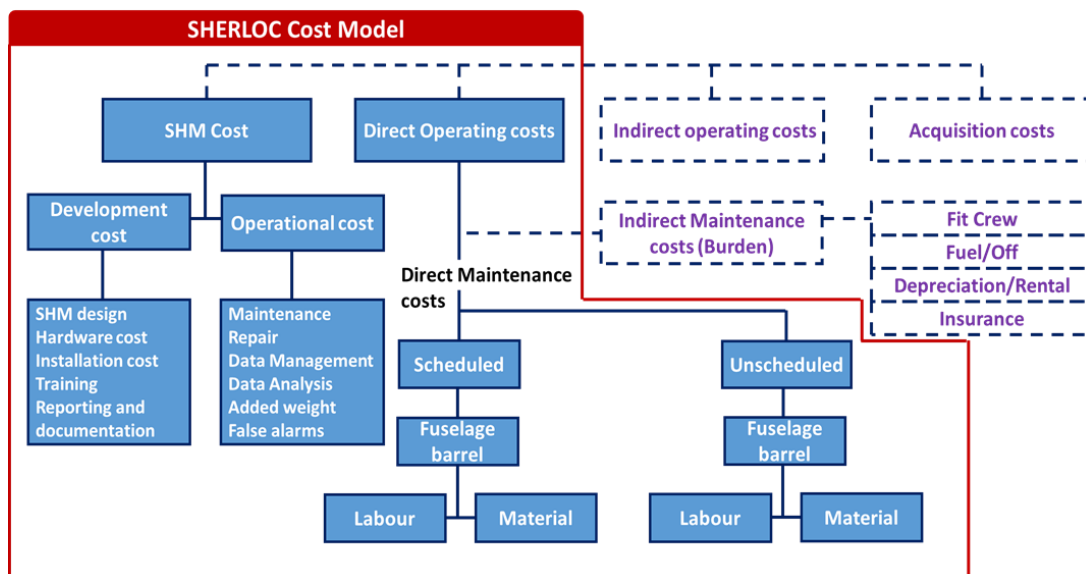 SHERLOC Cost Model
SHM Cost
Direct Operating costs
Indirect operating costs
Acquisition costs
Development
cost
Operational cost
Indirect Maintenance
costs (Burden)
Fit Crew
Fuel/Off
Depreciation/Rental
Insurance
Direct Maintenance
costs
SHM design
Hardware cost
Installation cost
Training
Reporting and
documentation
Maintenance
Repair
Data Management
Data Analysis
Added weight
False alarms
Scheduled
Unscheduled
Fuselage
barrel
Fuselage
barrel
Labour
Material
Labour
Material